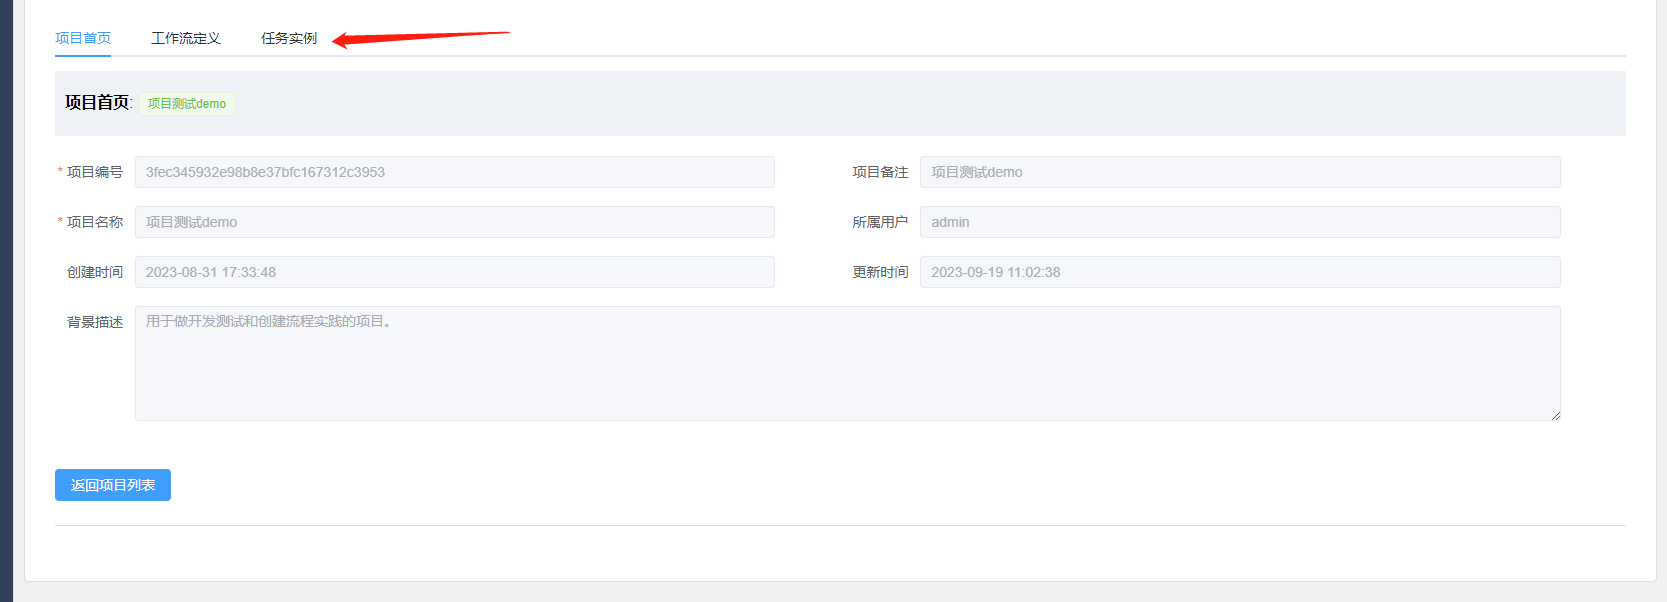 项目首页 工作流定义 任务实例
项目首页: 项目测试demo
* 项目编号 3fec345932e98b8e37bfc167312c3953 项目备注 项目测试demo
* 项目名称 项目测试demo 所属用户 admin
创建时间 2023-08-31 17:33:48 更新时间 2023-09-19 11:02:38
背景描述 用于做开发测试和创建流程实践的项目。
返回项目列表